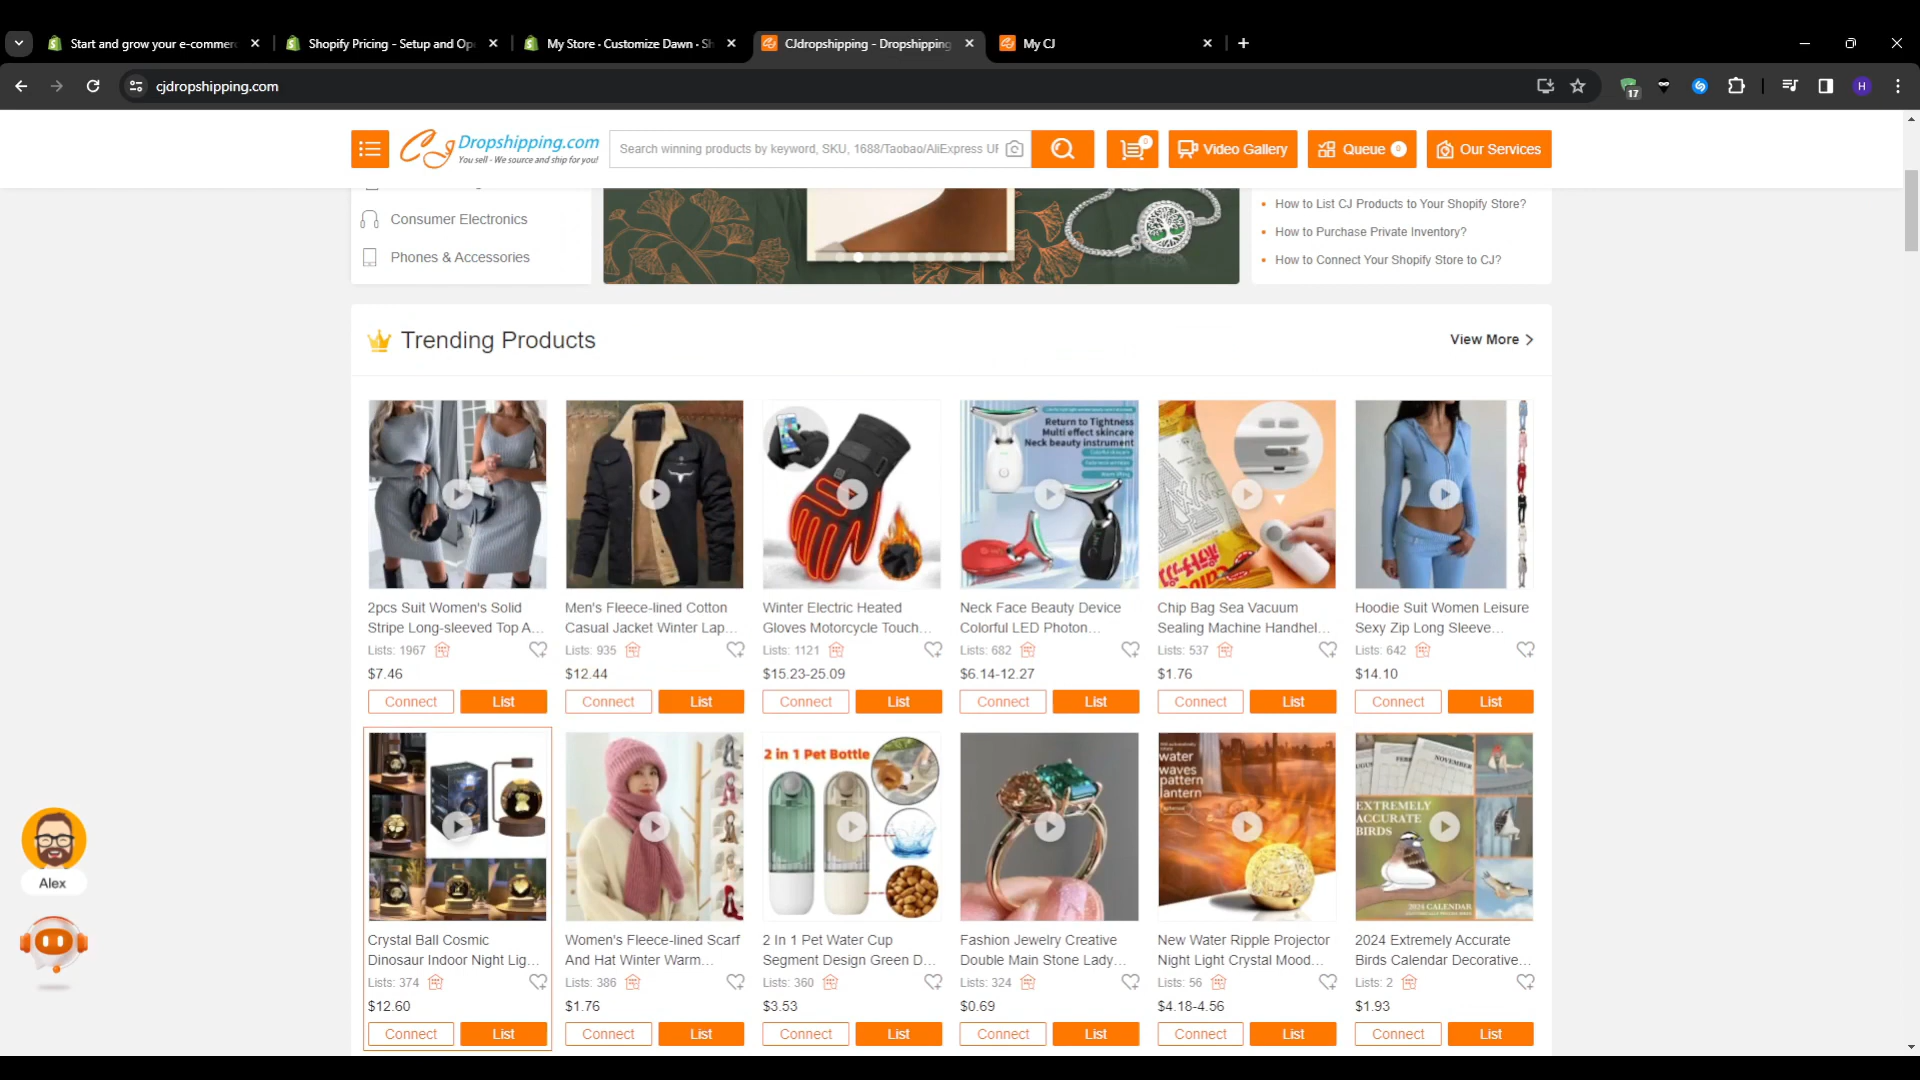 Start and grow your e-commerc
Shopify Pricing - Setup and Op
My Store · Customize Dawn · Sh
CJdropshipping - Dropshipping
My CJ
cjdropshipping.com
17
H
CJ Dropshipping.com
You sell - We source and ship for you!
Search winning products by keyword, SKU, 1688/Taobao/AliExpress UR
0
Video Gallery
Queue 0
Our Services
Consumer Electronics
Phones & Accessories
How to List CJ Products to Your Shopify Store?
How to Purchase Private Inventory?
How to Connect Your Shopify Store to CJ?
Trending Products
View More
Return to Tightness
Multi effect skincare
Neck beauty instrument
2pcs Suit Women's Solid
Stripe Long-sleeved Top A...
Lists: 1967
$7.46
Connect List
Men's Fleece-lined Cotton
Casual Jacket Winter Lap...
Lists: 935
$12.44
Connect List
Winter Electric Heated
Gloves Motorcycle Touch...
Lists: 1121
$15.23-25.09
Connect List
Neck Face Beauty Device
Colorful LED Photon...
Lists: 682
$6.14-12.27
Connect List
Chip Bag Sea Vacuum
Sealing Machine Handhel...
Lists: 537
$1.76
Connect List
Hoodie Suit Women Leisure
Sexy Zip Long Sleeve...
Lists: 642
$14.10
Connect List
2 in 1 Pet Bottle
water
waves
pattern
lantern
NOVEMBER
EXTREMELY
ACCURATE
BIRDS
2024 CALENDAR
Crystal Ball Cosmic
Dinosaur Indoor Night Lig...
Lists: 374
$12.60
Connect List
Women's Fleece-lined Scarf
And Hat Winter Warm...
Lists: 386
$1.76
Connect List
2 In 1 Pet Water Cup
Segment Design Green D...
Lists: 360
$3.53
Connect List
Fashion Jewelry Creative
Double Main Stone Lady...
Lists: 324
$0.69
Connect List
New Water Ripple Projector
Night Light Crystal Mood...
Lists: 56
$4.18-4.56
Connect List
2024 Extremely Accurate
Birds Calendar Decorative...
Lists: 2
$1.93
Connect List
Alex